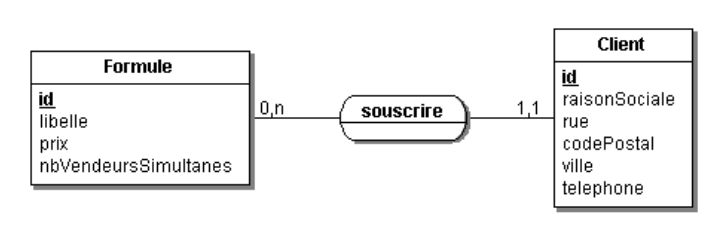 Formule
id
libelle
prix
nbVendeursSimultanes
0,n
souscrire
1,1
Client
id
raisonSociale
rue
codePostal
ville
telephone